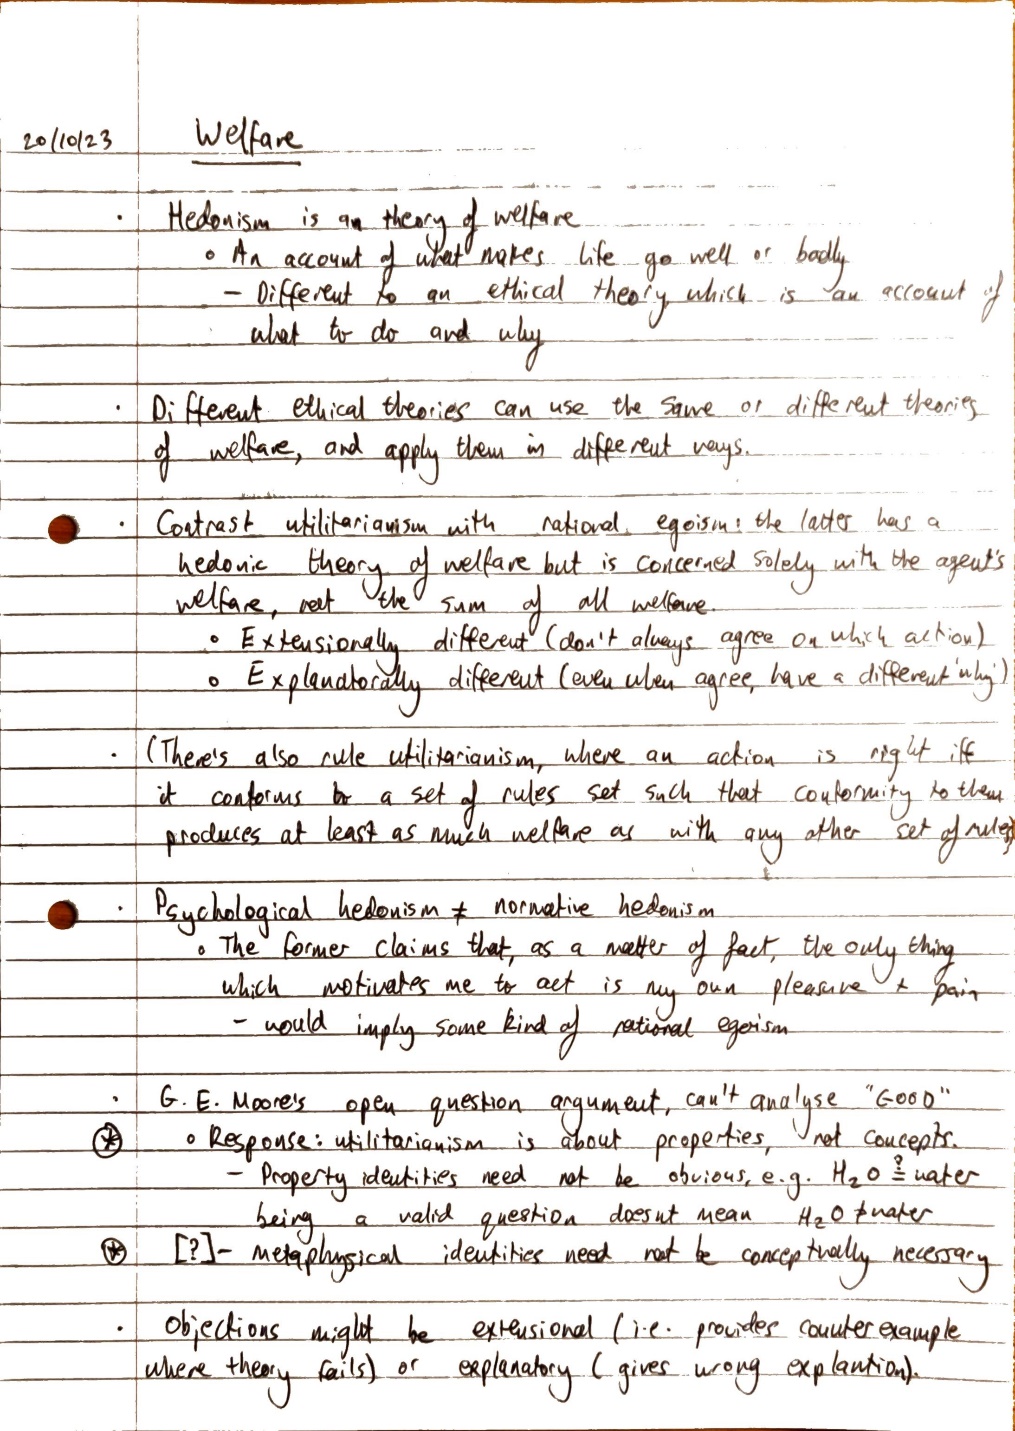 20/10/23 Welfare
· Hedonism is an theory of welfare
∘ An account of what makes life go well or badly
– Different to an ethical theory which is an account of
what to do and why
· Different ethical theories can use the same or different theories
of welfare, and apply them in different ways.
· Contrast utilitarianism with rational egoism: the latter has a
hedonic theory of welfare but is concerned solely with the agent's
welfare, not the sum of all welfare.
∘ Extensionally different (don't always agree on which action)
∘ Explanatorally different (even when agree, have a different 'why')
· (There's also rule utilitarianism, where an action is right iff
it conforms to a set of rules set such that conformity to them
produces at least as much welfare as with any other set of rules)
· Psychological hedonism ≠ normative hedonism
∘ The former claims that, as a matter of fact, the only thing
which motivates me to act is my own pleasure + pain
– would imply some kind of rational egoism
· G. E. Moore's open question argument, can't analyse "GOOD"
⊛ ∘ Response: utilitarianism is about properties, not concepts.
– Property identities need not be obvious, e.g. H₂O ≟ water
being a valid question doesnt mean H₂O ≠ water
⊛ [?] – metaphysical identities need not be conceptually necessary
· Objections might be extensional (i.e. provides counterexample
where theory fails) or explanatory (gives wrong explantion).